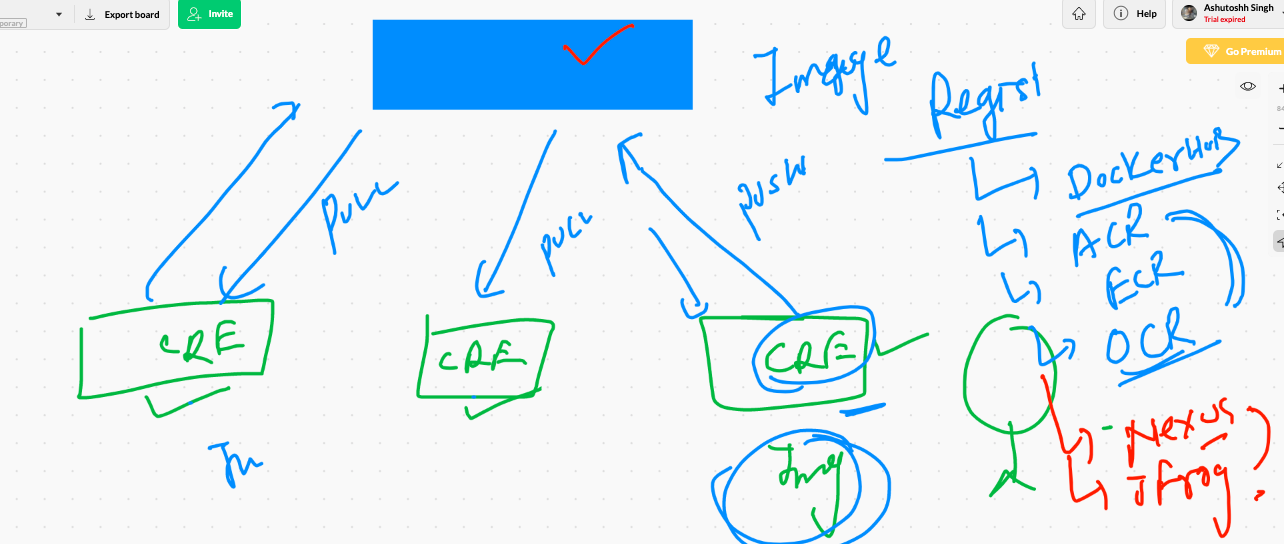 porary
Export board
Invite
Help
Ashutoshh Singh
Trial expired
Go Premium
Image
Regist
DockerHub
ACR
ECR
OCR
Nexus
JFrog
pull
pull
push
CRE
CRE
CRE
Img